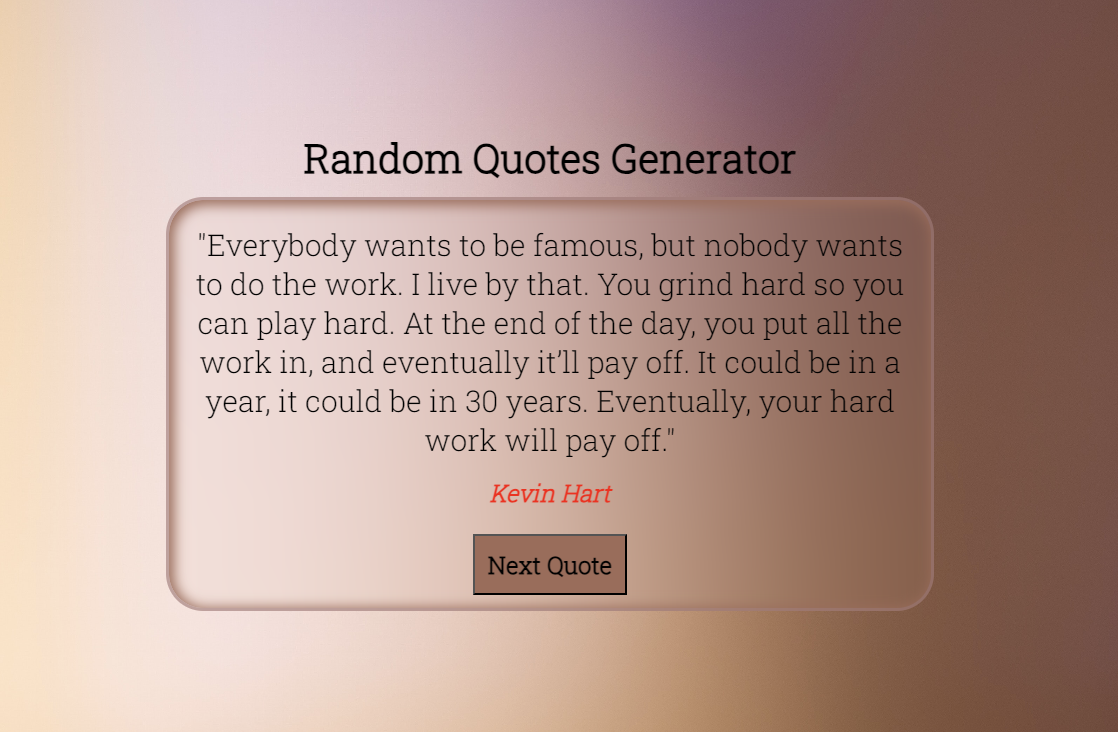 Random Quotes Generator
"Everybody wants to be famous, but nobody wants
to do the work. I live by that. You grind hard so you
can play hard. At the end of the day, you put all the
work in, and eventually it’ll pay off. It could be in a
year, it could be in 30 years. Eventually, your hard
work will pay off."
Kevin Hart
Next Quote